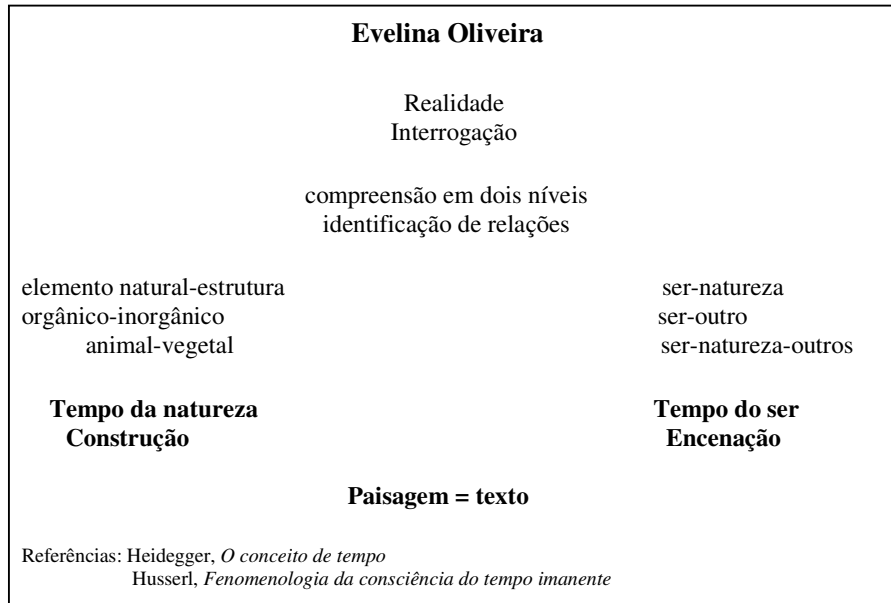 Evelina Oliveira
Realidade
Interrogação
compreensão em dois níveis
identificação de relações
elemento natural-estrutura
orgânico-inorgânico
animal-vegetal
ser-natureza
ser-outro
ser-natureza-outros
Tempo da natureza
Construção
Tempo do ser
Encenação
Paisagem = texto
Referências: Heidegger, O conceito de tempo
Husserl, Fenomenologia da consciência do tempo imanente